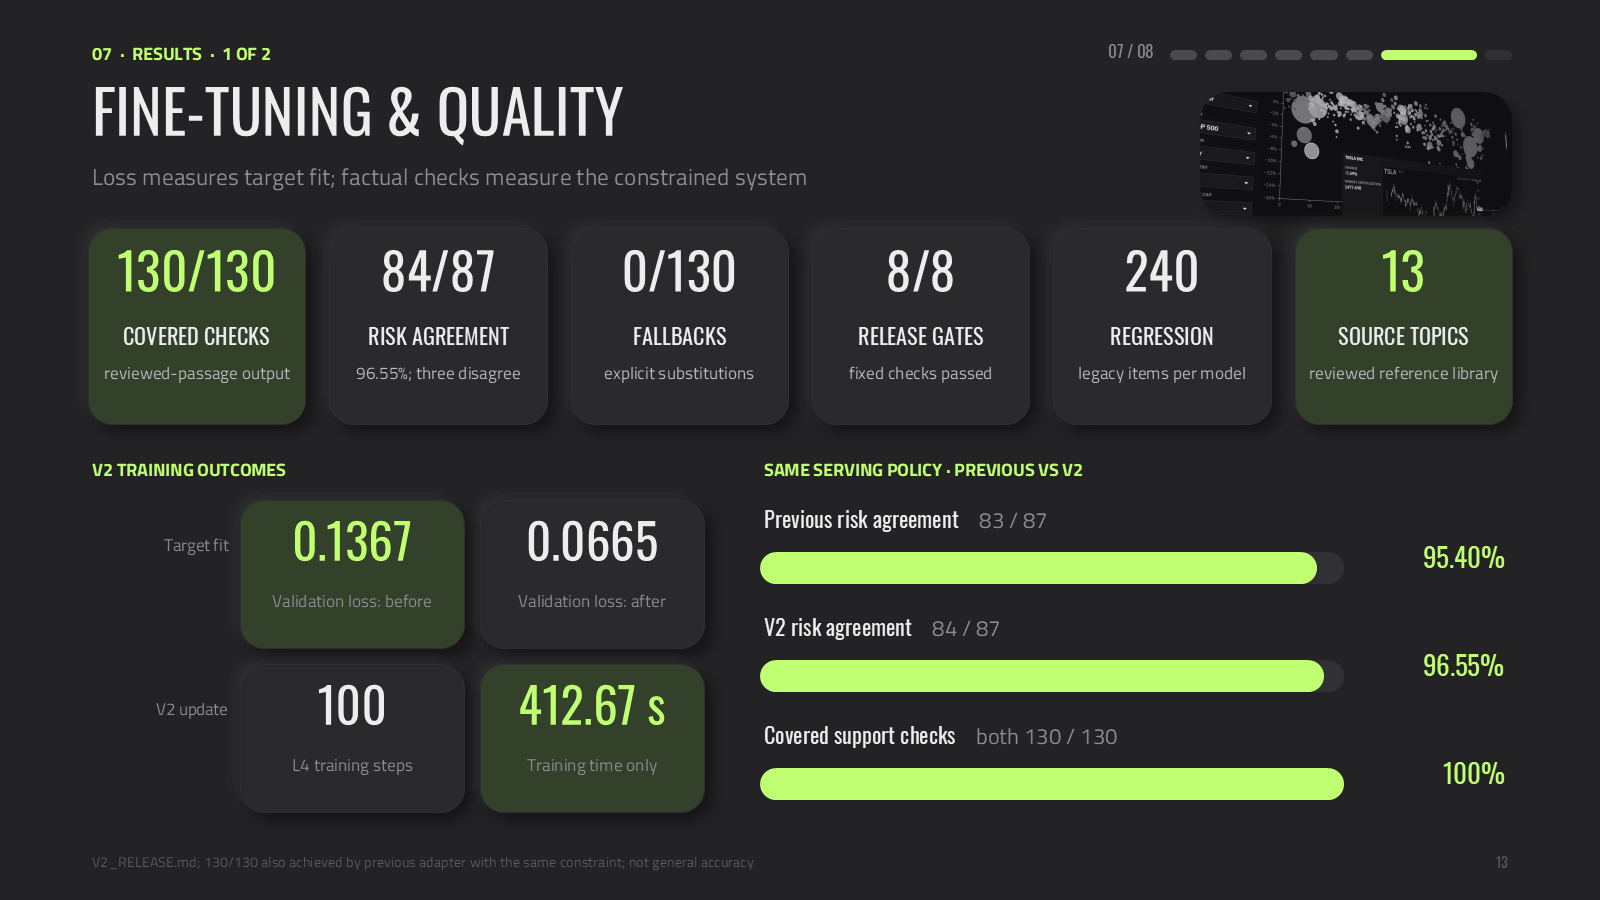 07 · RESULTS · 1 OF 2
07 / 08
FINE-TUNING & QUALITY
Loss measures target fit; factual checks measure the constrained system
P 500
TSLA INC
TSLA
130/130
COVERED CHECKS
reviewed-passage output
84/87
RISK AGREEMENT
96.55%; three disagree
0/130
FALLBACKS
explicit substitutions
8/8
RELEASE GATES
fixed checks passed
240
REGRESSION
legacy items per model
13
SOURCE TOPICS
reviewed reference library
V2 TRAINING OUTCOMES
Target fit
0.1367
Validation loss: before
0.0665
Validation loss: after
V2 update
100
L4 training steps
412.67 s
Training time only
SAME SERVING POLICY · PREVIOUS VS V2
Previous risk agreement 83 / 87
95.40%
V2 risk agreement 84 / 87
96.55%
Covered support checks both 130 / 130
100%
V2_RELEASE.md; 130/130 also achieved by previous adapter with the same constraint; not general accuracy
13